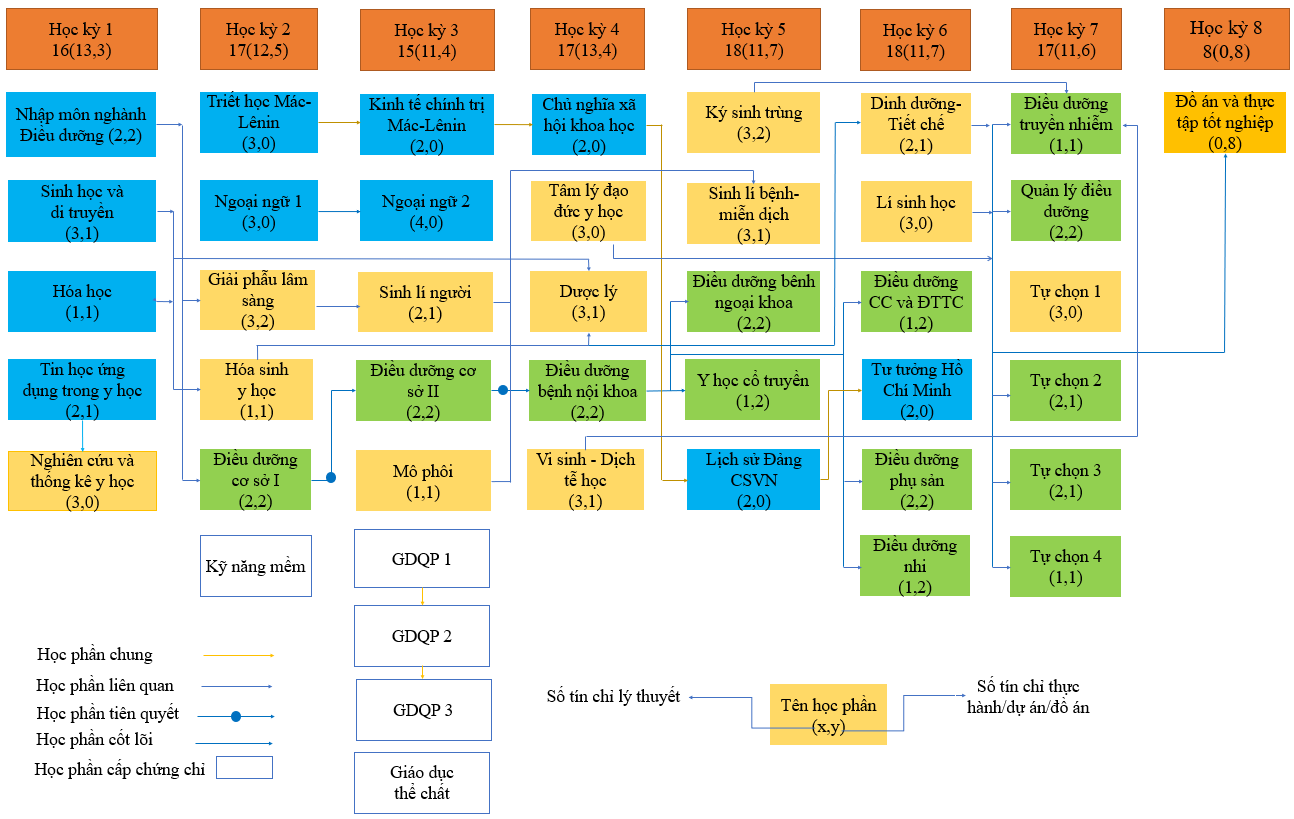 Học kỳ 1
16(13,3)
Học kỳ 2
17(12,5)
Học kỳ 3
15(11,4)
Học kỳ 4
17(13,4)
Học kỳ 5
18(11,7)
Học kỳ 6
18(11,7)
Học kỳ 7
17(11,6)
Học kỳ 8
8(0,8)
Nhập môn nghành
Điều dưỡng (2,2)
Triết học Mác-
Lênin
(3,0)
Kinh tế chính trị
Mác-Lênin
(2,0)
Chủ nghĩa xã
hội khoa học
(2,0)
Ký sinh trùng
(3,2)
Dinh dưỡng-
Tiết chế
(2,1)
Điều dưỡng
truyền nhiễm
(1,1)
Đồ án và thực
tập tốt nghiệp
(0,8)
Sinh học và
di truyền
(3,1)
Ngoại ngữ 1
(3,0)
Ngoại ngữ 2
(4,0)
Tâm lý đạo
đức y học
(3,0)
Sinh lí bệnh-
miễn dịch
(3,1)
Lí sinh học
(3,0)
Quản lý điều
dưỡng
(2,2)
Hóa học
(1,1)
Giải phẫu lâm
sàng
(3,2)
Sinh lí người
(2,1)
Dược lý
(3,1)
Điều dưỡng bênh
ngoại khoa
(2,2)
Điều dưỡng
CC và ĐTTC
(1,2)
Tự chọn 1
(3,0)
Tin học ứng
dụng trong y học
(2,1)
Hóa sinh
y học
(1,1)
Điều dưỡng cơ
sở II
(2,2)
Điều dưỡng
bệnh nội khoa
(2,2)
Y học cổ truyền
(1,2)
Tư tưởng Hồ
Chí Minh
(2,0)
Tự chọn 2
(2,1)
Nghiên cứu và
thống kê y học
(3,0)
Điều dưỡng
cơ sở I
(2,2)
Mô phôi
(1,1)
Vi sinh - Dịch
tễ học
(3,1)
Lịch sử Đảng
CSVN
(2,0)
Điều dưỡng
phụ sản
(2,2)
Tự chọn 3
(2,1)
Kỹ năng mềm
GDQP 1
Điều dưỡng
nhi
(1,2)
Tự chọn 4
(1,1)
GDQP 2
GDQP 3
Giáo dục
thể chất
Học phần chung
Học phần liên quan
Học phần tiên quyết
Học phần cốt lõi
Học phần cấp chứng chỉ
Số tín chỉ lý thuyết
Tên học phần
(x,y)
Số tín chỉ thực
hành/dự án/đồ án